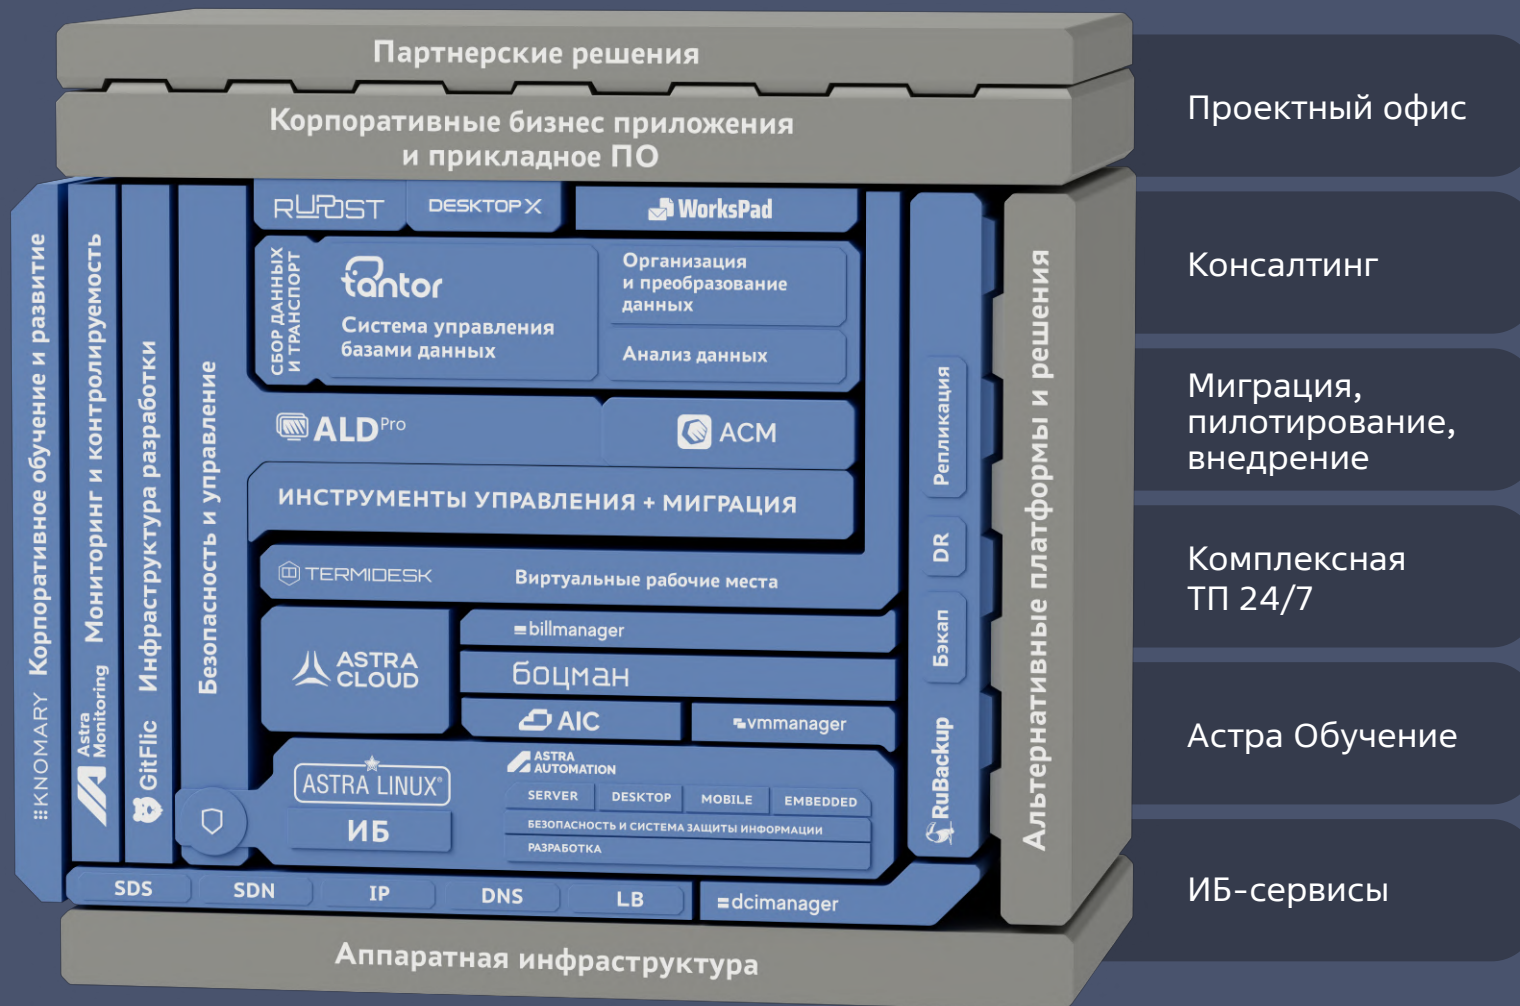 Партнерские решения
Корпоративные бизнес приложения
и прикладное ПО
KNOMARY Корпоративное обучение и развитие
Astra
Monitoring Мониторинг и контролируемость
GitFlic Инфраструктура разработки
Безопасность и управление
RUPOST
DESKTOP X
WorksPad
СБОР ДАННЫХ
И ТРАНСПОРТ
tantor
Система управления
базами данных
Организация
и преобразование
данных
Анализ данных
ALD Pro
ACM
ИНСТРУМЕНТЫ УПРАВЛЕНИЯ + МИГРАЦИЯ
TERMIDESK Виртуальные рабочие места
ASTRA
CLOUD
billmanager
боцман
AIC
vmmanager
ASTRA LINUX®
ИБ
ASTRA
AUTOMATION
SERVER DESKTOP MOBILE EMBEDDED
БЕЗОПАСНОСТЬ И СИСТЕМА ЗАЩИТЫ ИНФОРМАЦИИ
РАЗРАБОТКА
SDS SDN IP DNS LB dcimanager
Репликация
DR
Бэкап
RuBackup
Альтернативные платформы и решения
Аппаратная инфраструктура
Проектный офис
Консалтинг
Миграция,
пилотирование,
внедрение
Комплексная
ТП 24/7
Астра Обучение
ИБ-сервисы